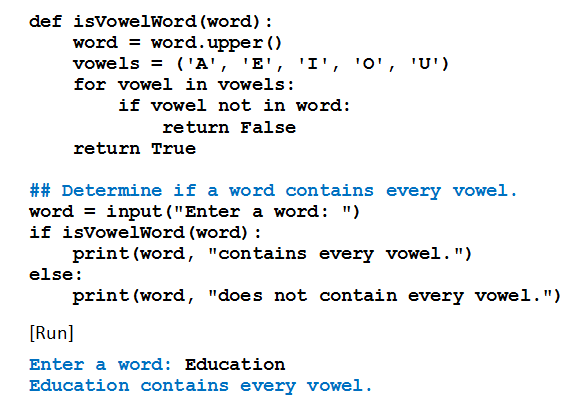 def isVowelWord(word):
    word = word.upper()
    vowels = ('A', 'E', 'I', 'O', 'U')
    for vowel in vowels:
        if vowel not in word:
            return False
    return True
## Determine if a word contains every vowel.
word = input("Enter a word: ")
if isVowelWord(word):
    print(word, "contains every vowel.")
else:
    print(word, "does not contain every vowel.")
[Run]
Enter a word: Education
Education contains every vowel.